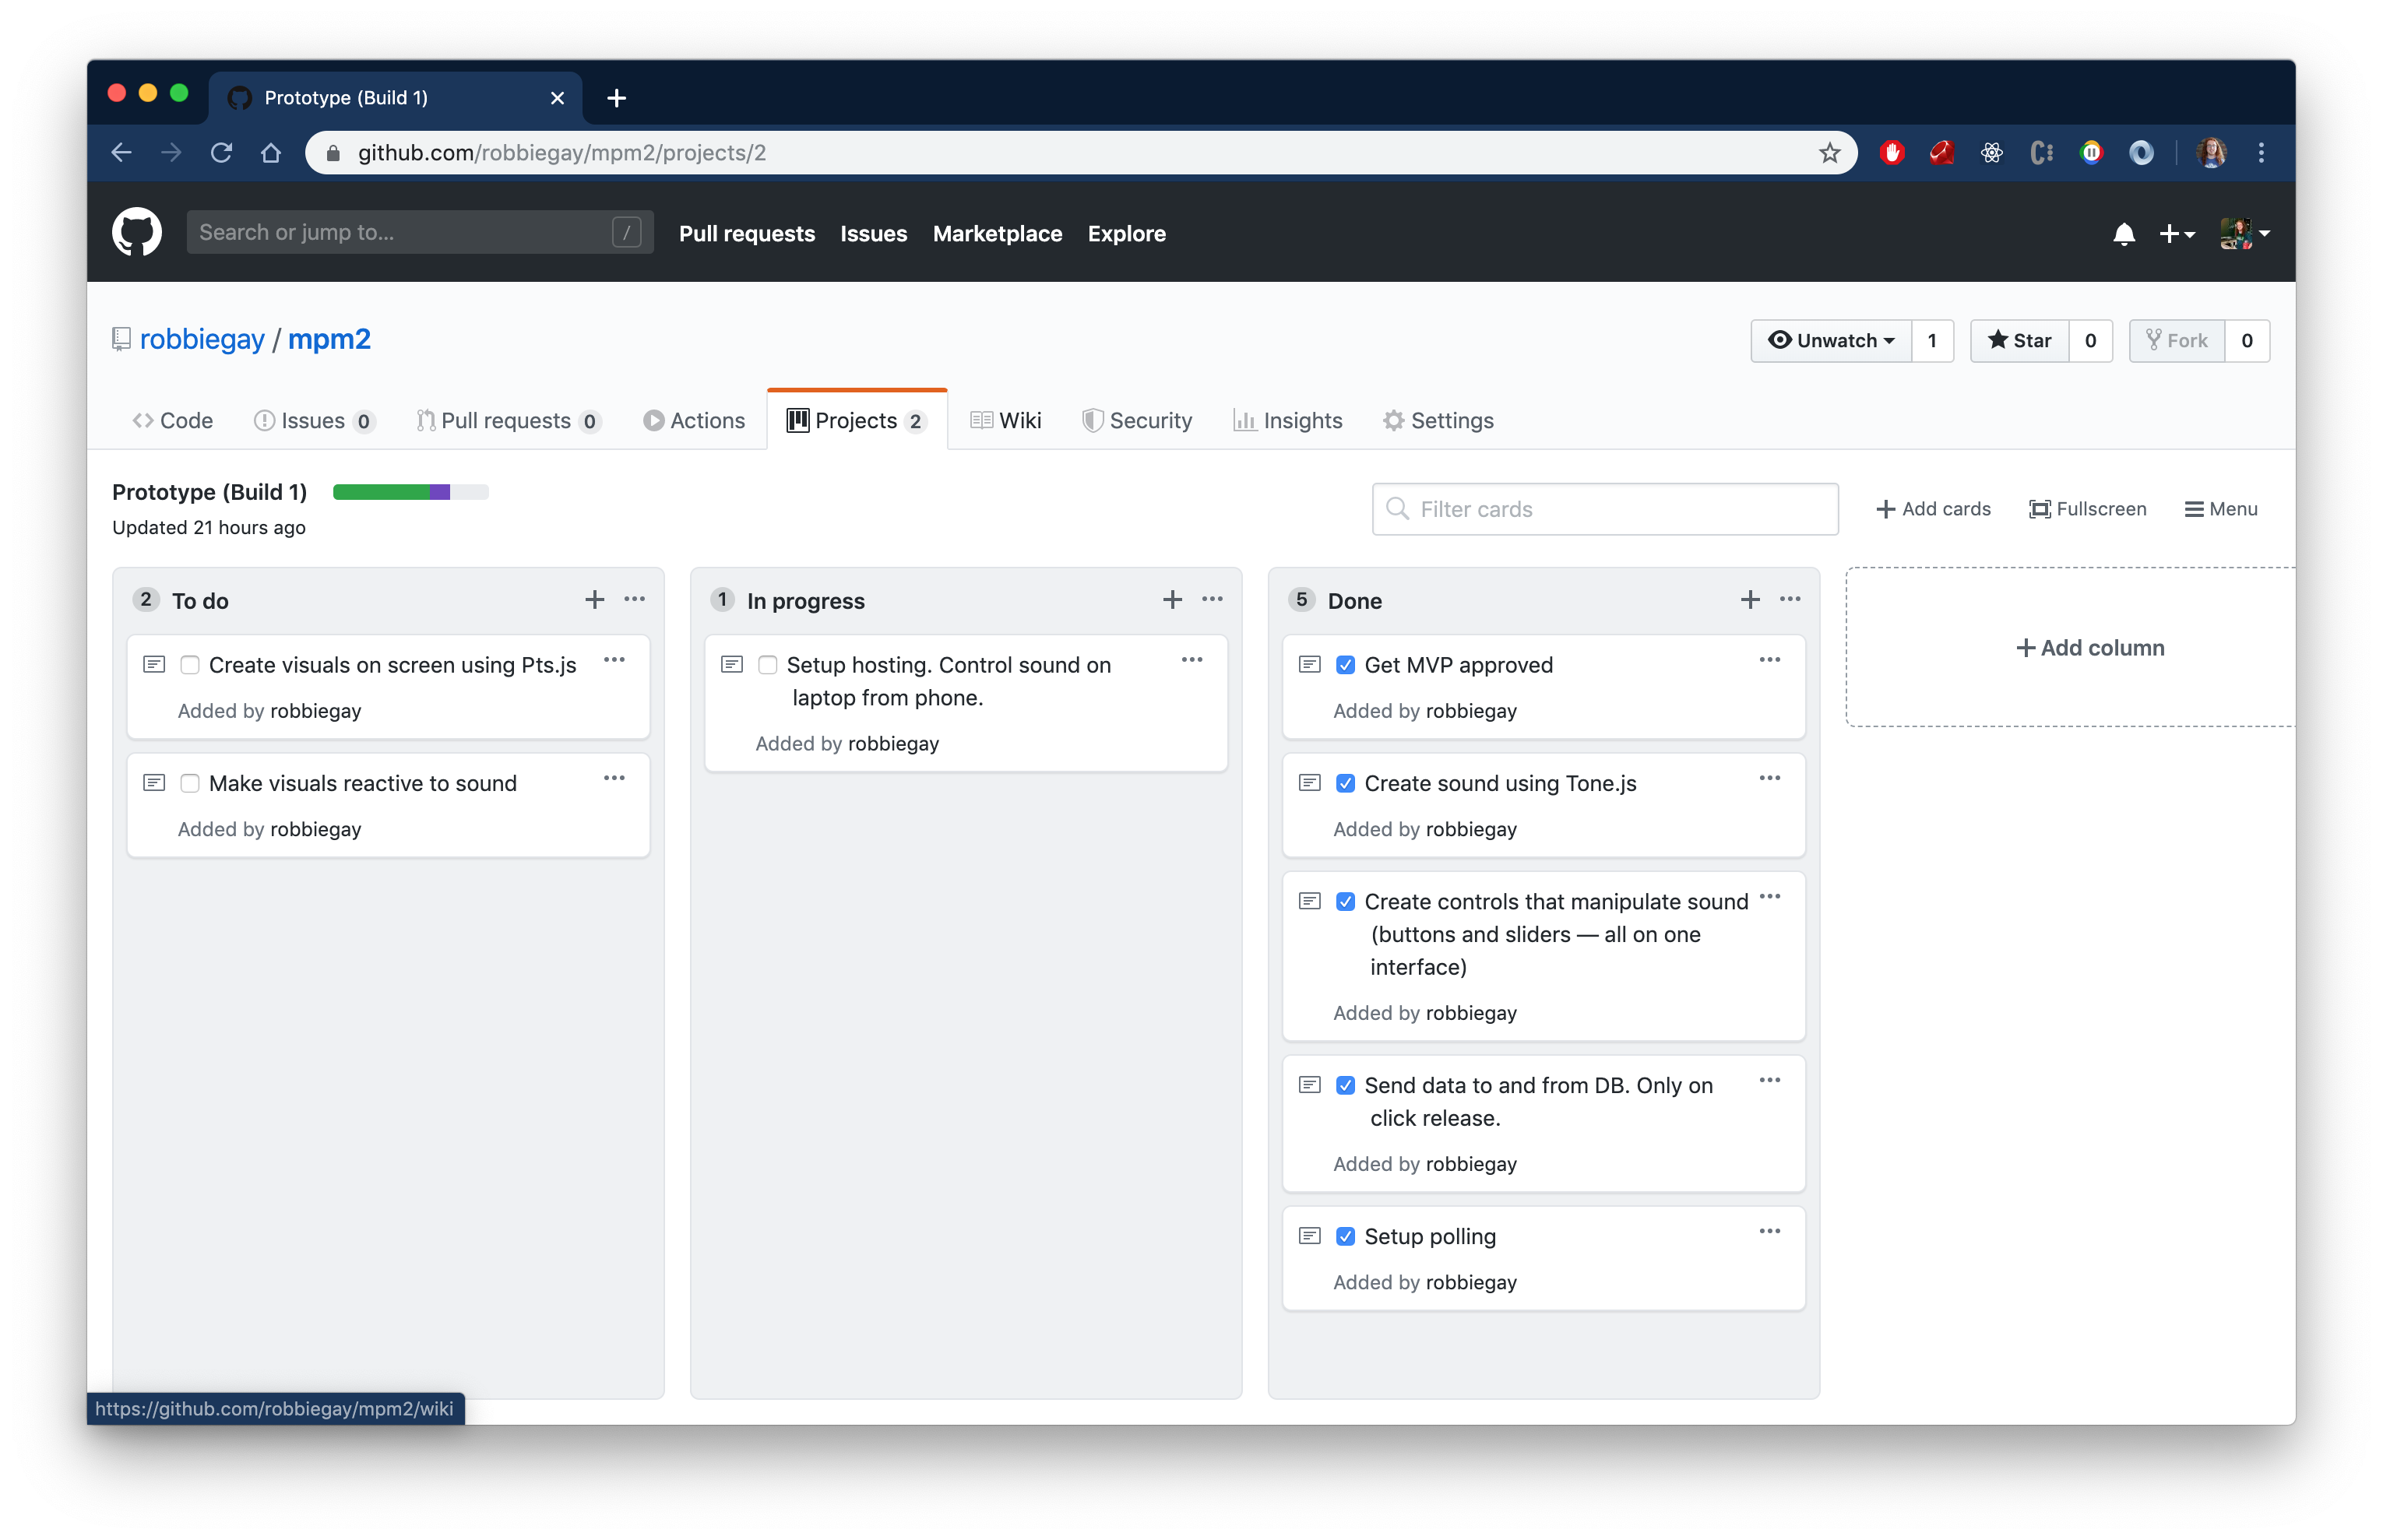 Prototype (Build 1)
github.com/robbiegay/mpm2/projects/2
Search or jump to...
/
Pull requests
Issues
Marketplace
Explore
robbiegay / mpm2
Unwatch
1
Star
0
Fork
0
Code
Issues 0
Pull requests 0
Actions
Projects 2
Wiki
Security
Insights
Settings
Prototype (Build 1)
Updated 21 hours ago
Filter cards
Add cards
Fullscreen
Menu
2 To do
Create visuals on screen using Pts.js
Added by robbiegay
Make visuals reactive to sound
Added by robbiegay
1 In progress
Setup hosting. Control sound on
laptop from phone.
Added by robbiegay
5 Done
Get MVP approved
Added by robbiegay
Create sound using Tone.js
Added by robbiegay
Create controls that manipulate sound
(buttons and sliders — all on one
interface)
Added by robbiegay
Send data to and from DB. Only on
click release.
Added by robbiegay
Setup polling
Added by robbiegay
Add column
https://github.com/robbiegay/mpm2/wiki